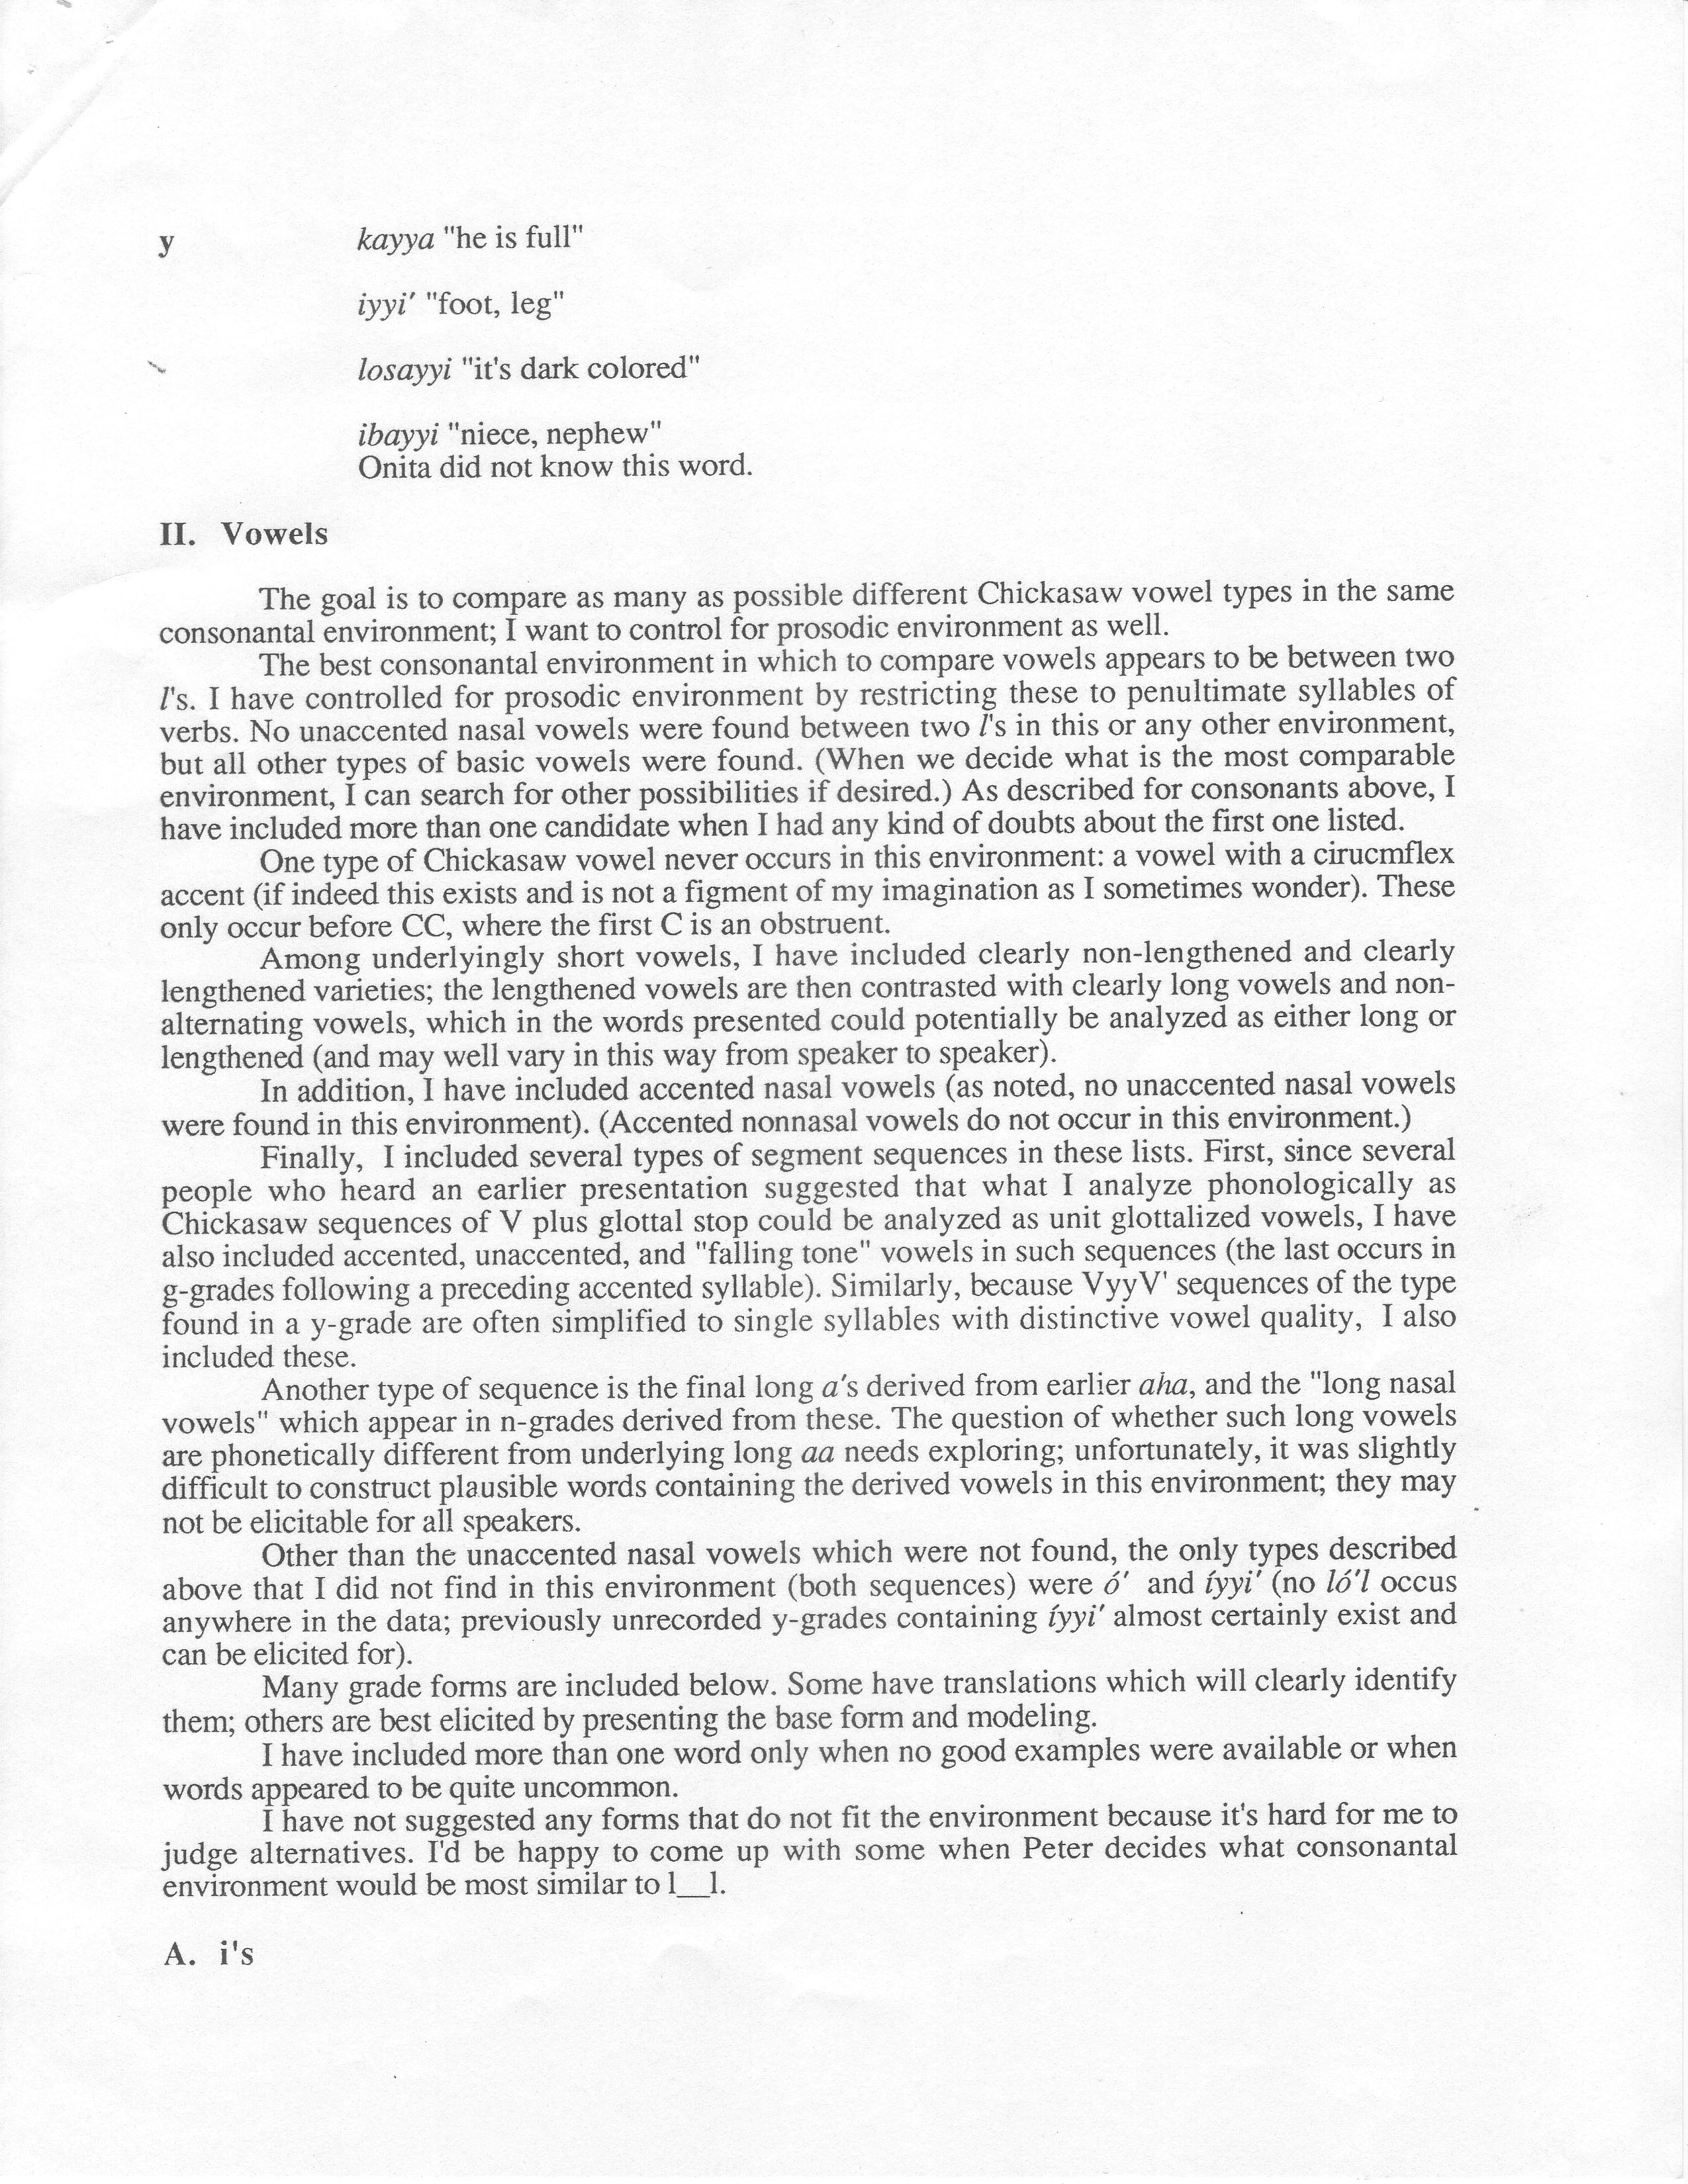 y kayya "he is full"
iyyi' "foot, leg"
losayyi "it's dark colored"
ibayyi "niece, nephew"
Onita did not know this word.
II. Vowels
The goal is to compare as many as possible different Chickasaw vowel types in the same
consonantal environment; I want to control for prosodic environment as well.
The best consonantal environment in which to compare vowels appears to be between two
l's. I have controlled for prosodic environment by restricting these to penultimate syllables of
verbs. No unaccented nasal vowels were found between two l's in this or any other environment,
but all other types of basic vowels were found. (When we decide what is the most comparable
environment, I can search for other possibilities if desired.) As described for consonants above, I
have included more than one candidate when I had any kind of doubts about the first one listed.
One type of Chickasaw vowel never occurs in this environment: a vowel with a cirucmflex
accent (if indeed this exists and is not a figment of my imagination as I sometimes wonder). These
only occur before CC, where the first C is an obstruent.
Among underlyingly short vowels, I have included clearly non-lengthened and clearly
lengthened varieties; the lengthened vowels are then contrasted with clearly long vowels and non-
alternating vowels, which in the words presented could potentially be analyzed as either long or
lengthened (and may well vary in this way from speaker to speaker).
In addition, I have included accented nasal vowels (as noted, no unaccented nasal vowels
were found in this environment). (Accented nonnasal vowels do not occur in this environment.)
Finally, I included several types of segment sequences in these lists. First, since several
people who heard an earlier presentation suggested that what I analyze phonologically as
Chickasaw sequences of V plus glottal stop could be analyzed as unit glottalized vowels, I have
also included accented, unaccented, and "falling tone" vowels in such sequences (the last occurs in
g-grades following a preceding accented syllable). Similarly, because VyyV' sequences of the type
found in a y-grade are often simplified to single syllables with distinctive vowel quality, I also
included these.
Another type of sequence is the final long a's derived from earlier aha, and the "long nasal
vowels" which appear in n-grades derived from these. The question of whether such long vowels
are phonetically different from underlying long aa needs exploring; unfortunately, it was slightly
difficult to construct plausible words containing the derived vowels in this environment; they may
not be elicitable for all speakers.
Other than the unaccented nasal vowels which were not found, the only types described
above that I did not find in this environment (both sequences) were ó' and íyyi' (no ló'l occus
anywhere in the data; previously unrecorded y-grades containing íyyi' almost certainly exist and
can be elicited for).
Many grade forms are included below. Some have translations which will clearly identify
them; others are best elicited by presenting the base form and modeling.
I have included more than one word only when no good examples were available or when
words appeared to be quite uncommon.
I have not suggested any forms that do not fit the environment because it's hard for me to
judge alternatives. I'd be happy to come up with some when Peter decides what consonantal
environment would be most similar to l__l.
A. i's